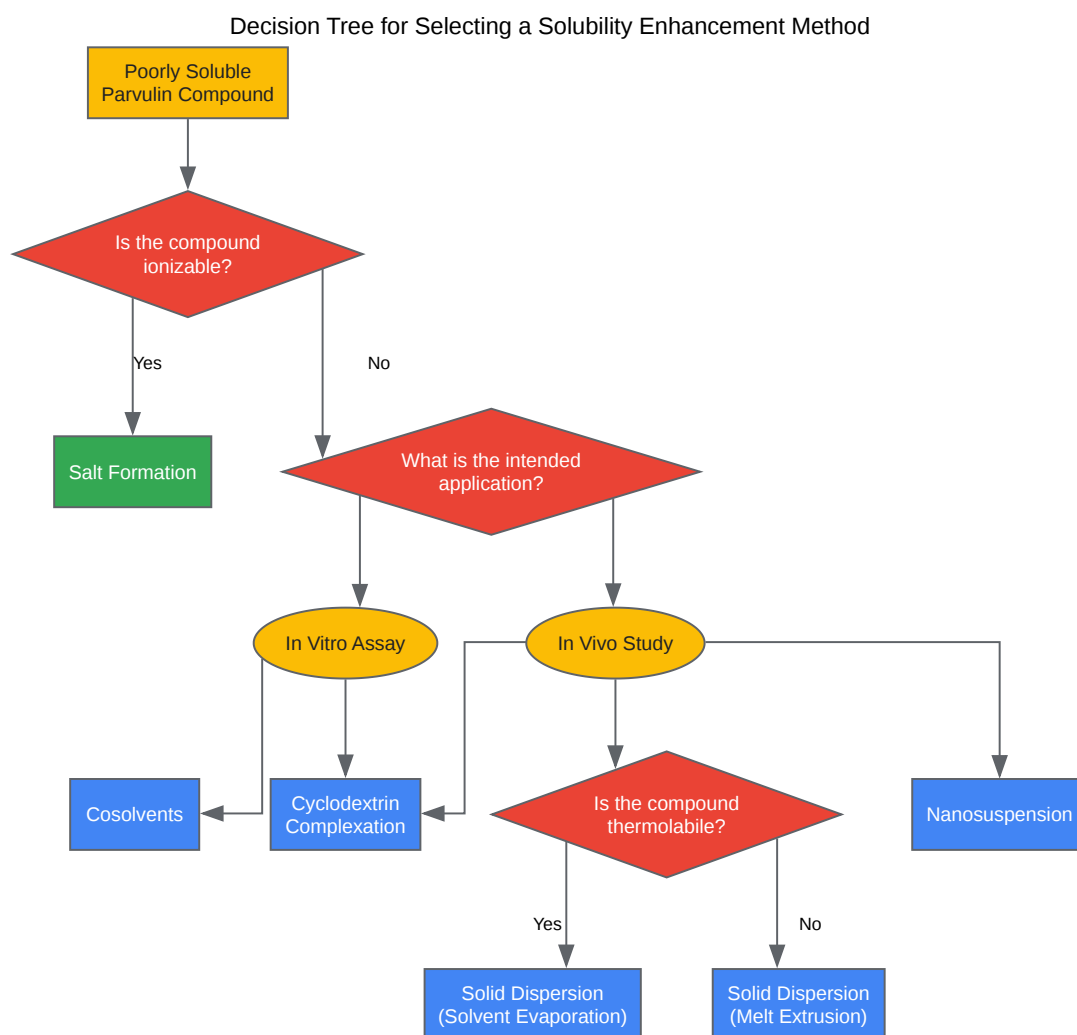 Decision Tree for Selecting a Solubility Enhancement Method
Poorly Soluble
Parvulin Compound
Is the compound
ionizable?
Yes
No
Salt Formation
What is the intended
application?
In Vitro Assay
In Vivo Study
Cosolvents
Cyclodextrin
Complexation
Is the compound
thermolabile?
Nanosuspension
Yes
No
Solid Dispersion
(Solvent Evaporation)
Solid Dispersion
(Melt Extrusion)